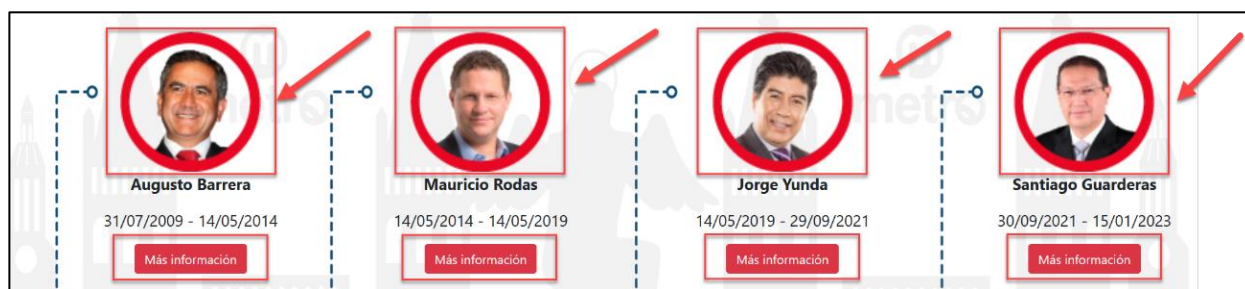 metro
metro
Augusto Barrera
Mauricio Rodas
Jorge Yunda
Santiago Guarderas
31/07/2009 - 14/05/2014
14/05/2014 - 14/05/2019
14/05/2019 - 29/09/2021
30/09/2021 - 15/01/2023
Más información
Más información
Más información
Más información